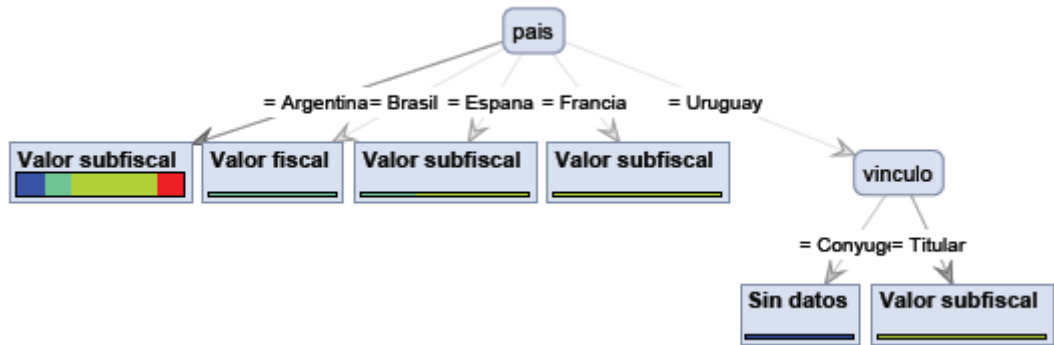 pais
= Argentina= Brasil = Espana = Francia = Uruguay
Valor subfiscal Valor fiscal Valor subfiscal Valor subfiscal
vinculo
= Conyuge= Titular
Sin datos Valor subfiscal